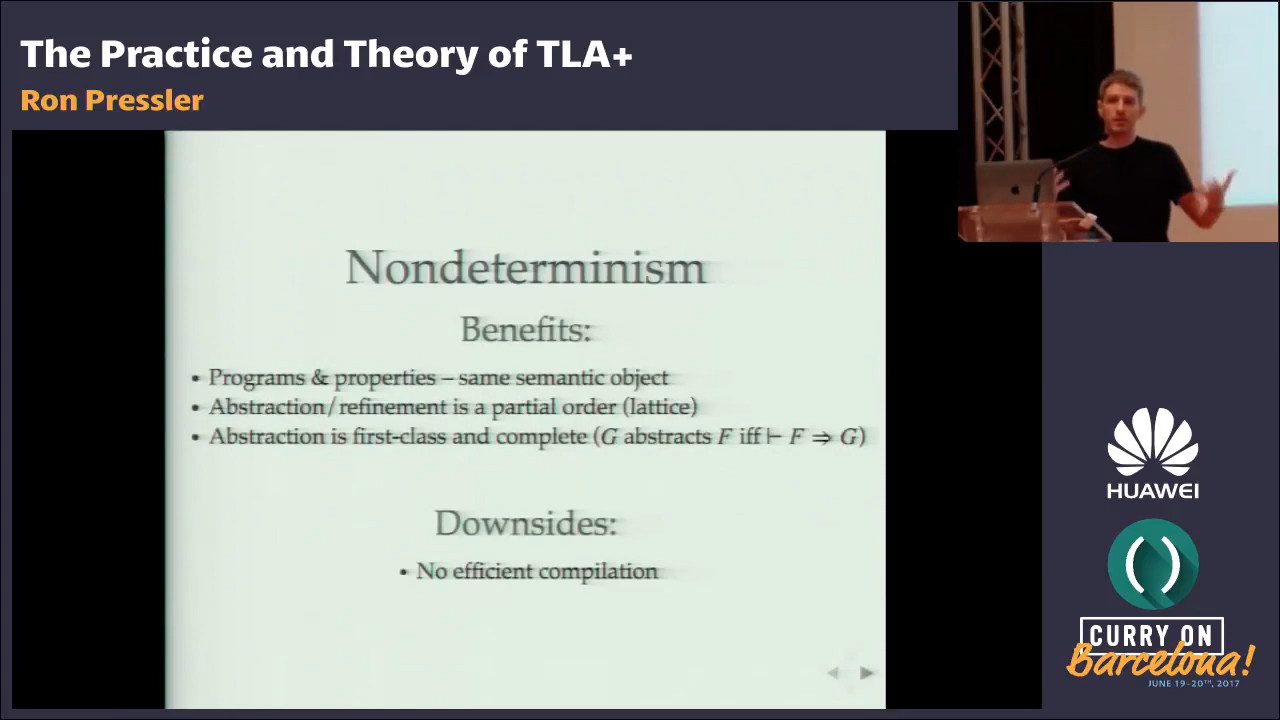 The Practice and Theory of TLA+
Ron Pressler
Nondeterminism
Benefits:
• Programs & properties – same semantic object
• Abstraction/refinement is a partial order (lattice)
• Abstraction is first-class and complete (G abstracts F iff ⊢ F ⇒ G)
Downsides:
• No efficient compilation
HUAWEI
CURRY ON
Barcelona!
JUNE 19-20TH, 2017